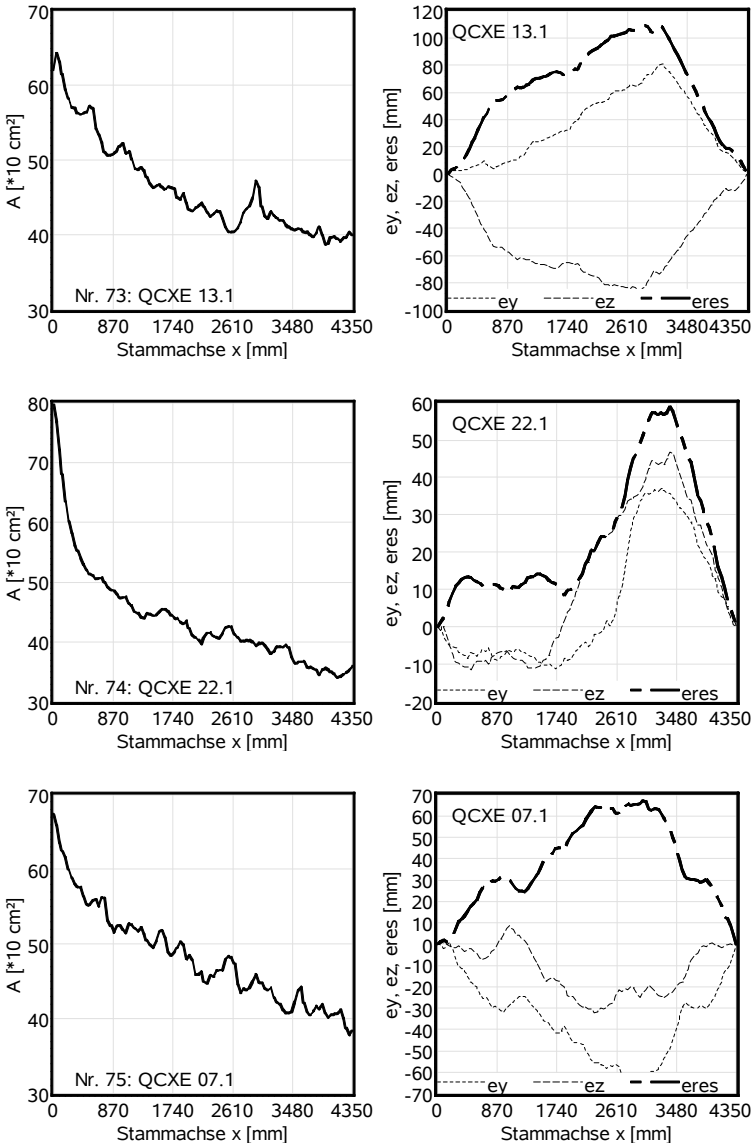 70
60
50
40
30
A [*10 cm²]
Nr. 73: QCXE 13.1
0 870 1740 2610 3480 4350
Stammachse x [mm]
120
100
80
60
40
20
0
-20
-40
-60
-80
-100
ey, ez, eres [mm]
QCXE 13.1
ey ez eres
0 870 1740 2610 3480 4350
Stammachse x [mm]
80
70
60
50
40
30
A [*10 cm²]
Nr. 74: QCXE 22.1
0 870 1740 2610 3480 4350
Stammachse x [mm]
60
50
40
30
20
10
0
-10
-20
ey, ez, eres [mm]
QCXE 22.1
ey ez eres
0 870 1740 2610 3480 4350
Stammachse x [mm]
70
60
50
40
30
A [*10 cm²]
Nr. 75: QCXE 07.1
0 870 1740 2610 3480 4350
Stammachse x [mm]
70
60
50
40
30
20
10
0
-10
-20
-30
-40
-50
-60
-70
ey, ez, eres [mm]
QCXE 07.1
ey ez eres
0 870 1740 2610 3480 4350
Stammachse x [mm]